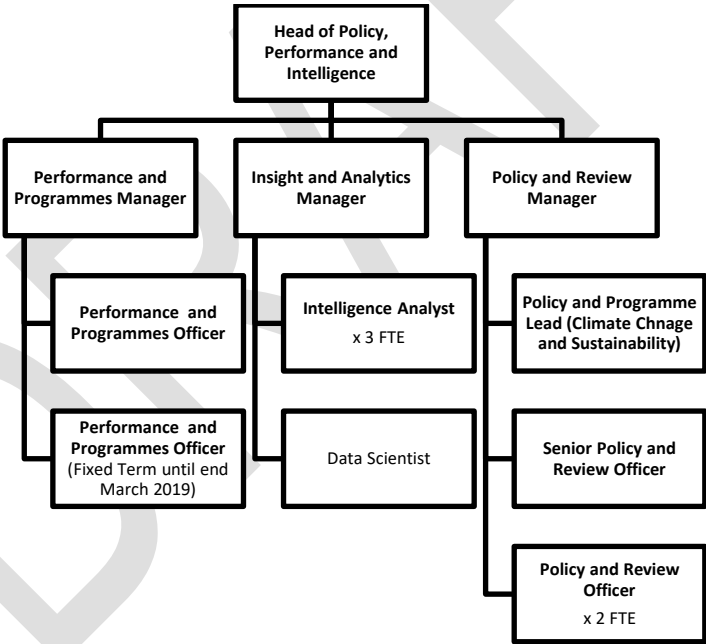 Head of Policy,
Performance and
Intelligence
Performance and
Programmes Manager
Insight and Analytics
Manager
Policy and Review
Manager
Performance and
Programmes Officer
Intelligence Analyst
x 3 FTE
Policy and Programme
Lead (Climate Chnage
and Sustainability)
Performance and
Programmes Officer
(Fixed Term until end
March 2019)
Data Scientist
Senior Policy and
Review Officer
Policy and Review
Officer
x 2 FTE
DRAF